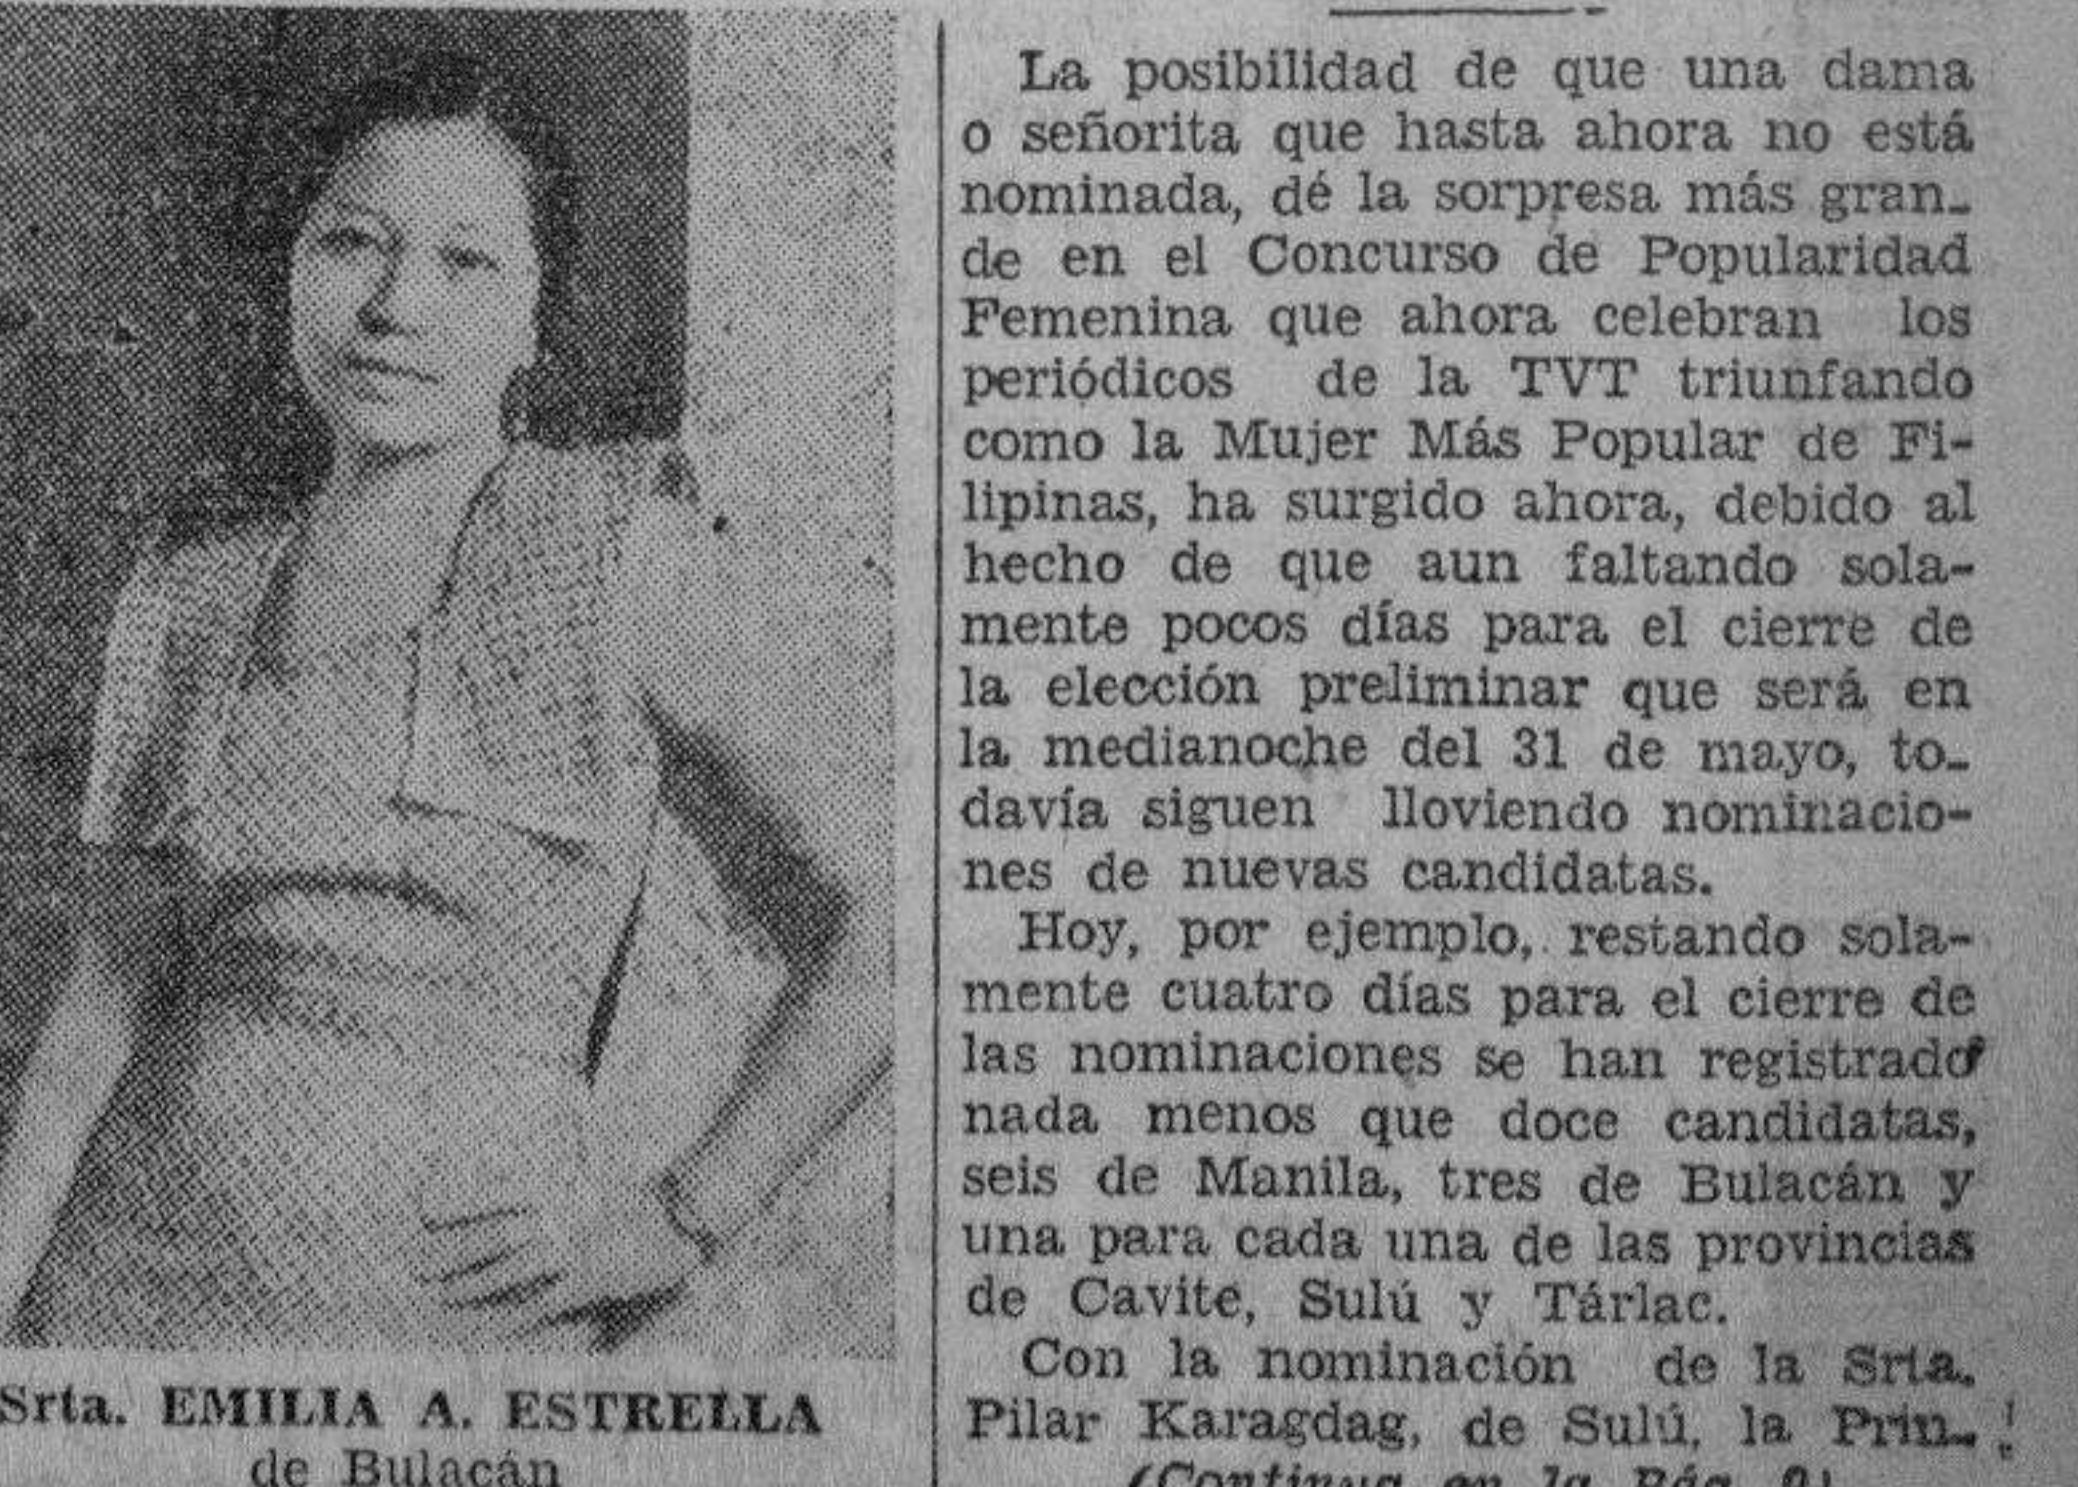 Srta. EMILIA A. ESTRELLA
de Bulacán
La posibilidad de que una dama
o señorita que hasta ahora no está
nominada, dé la sorpresa más gran-
de en el Concurso de Popularidad
Femenina que ahora celebran los
periódicos de la TVT triunfando
como la Mujer Más Popular de Fi-
lipinas, ha surgido ahora, debido al
hecho de que aun faltando sola-
mente pocos días para el cierre de
la elección preliminar que será en
la medianoche del 31 de mayo, to-
davía siguen lloviendo nominacio-
nes de nuevas candidatas.
Hoy, por ejemplo, restando sola-
mente cuatro días para el cierre de
las nominaciones se han registrado
nada menos que doce candidatas,
seis de Manila, tres de Bulacán y
una para cada una de las provincias
de Cavite, Sulú y Tárlac.
Con la nominación de la Srta.
Pilar Karagdag, de Sulú, la Prin-
(Continua en la Pág.